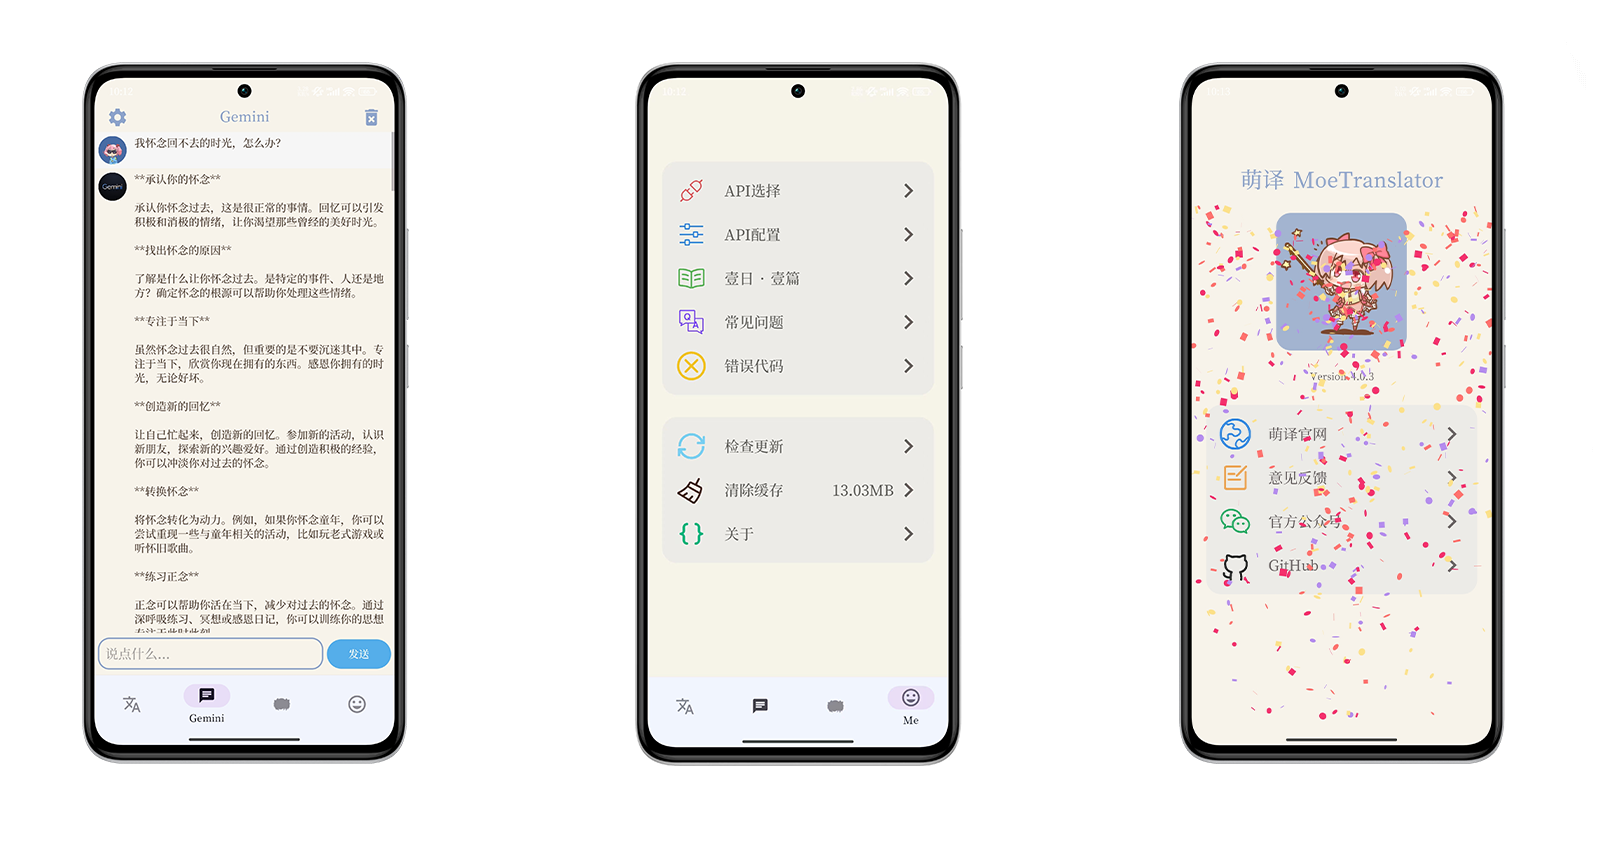 10:12
Gemini
我怀念回不去的时光，怎么办？
Gemini
**承认你的怀念**
承认你怀念过去，这是很正常的事情。回忆可以引发
积极和消极的情绪，让你渴望那些曾经的美好时光。
**找出怀念的原因**
了解是什么让你怀念过去。是特定的事件、人还是地
方？确定怀念的根源可以帮助你处理这些情绪。
**专注于当下**
虽然怀念过去很自然，但重要的是不要沉迷其中。专
注于当下，欣赏你现在拥有的东西。感恩你拥有的时
光，无论好坏。
**创造新的回忆**
让自己忙起来，创造新的回忆。参加新的活动，认识
新朋友，探索新的兴趣爱好。通过创造积极的经验，
你可以冲淡你对过去的怀念。
**转换怀念**
将怀念转化为动力。例如，如果你怀念童年，你可以
尝试重现一些与童年相关的活动，比如玩老式游戏或
听怀旧歌曲。
**练习正念**
正念可以帮助你活在当下，减少对过去的怀念。通过
深呼吸练习、冥想或感恩日记，你可以训练你的思想
专注于此时此刻
说点什么...
发送
Gemini
API选择
API配置
壹日 · 壹篇
常见问题
错误代码
检查更新
清除缓存 13.03MB
关于
Me
萌译 MoeTranslator
Version 4.0.3
萌译官网
意见反馈
官方公众号
GitHub